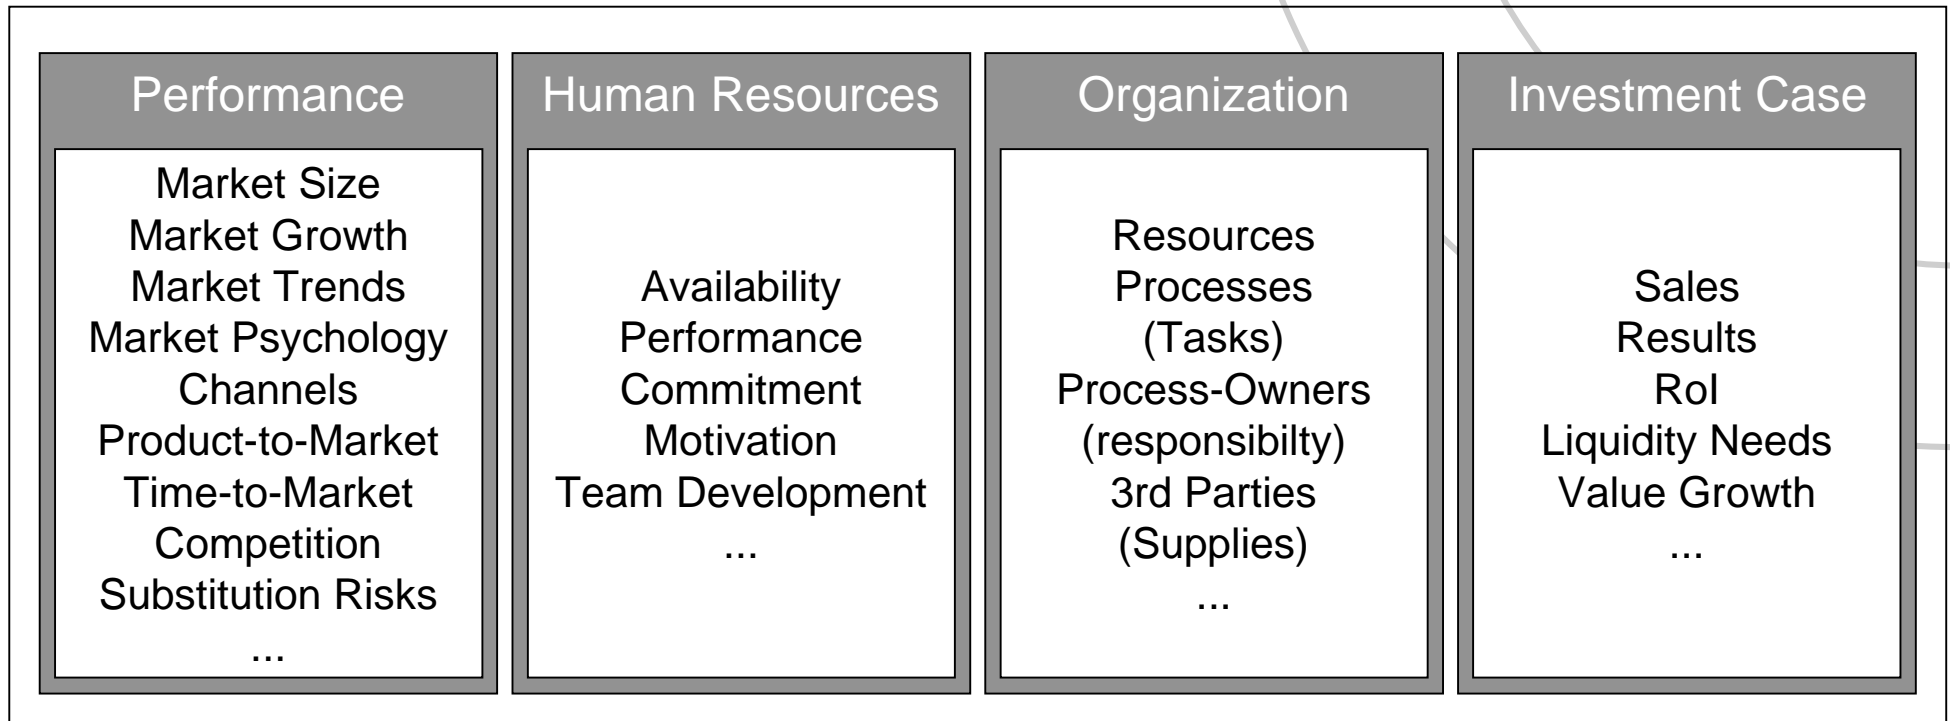 Performance
Market Size
Market Growth
Market Trends
Market Psychology
Channels
Product-to-Market
Time-to-Market
Competition
Substitution Risks
...
Human Resources
Availability
Performance
Commitment
Motivation
Team Development
...
Organization
Resources
Processes
(Tasks)
Process-Owners
(responsibilty)
3rd Parties
(Supplies)
...
Investment Case
Sales
Results
RoI
Liquidity Needs
Value Growth
...